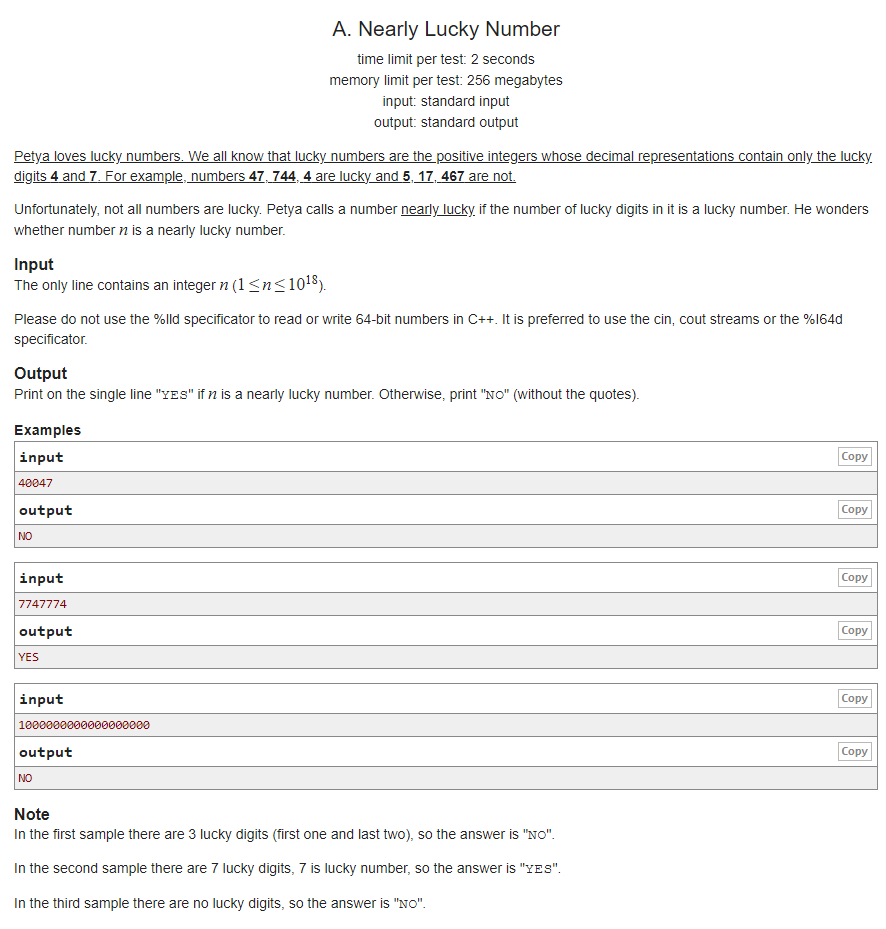 A. Nearly Lucky Number
time limit per test: 2 seconds
memory limit per test: 256 megabytes
input: standard input
output: standard output
Petya loves lucky numbers. We all know that lucky numbers are the positive integers whose decimal representations contain only the lucky
digits 4 and 7. For example, numbers 47, 744, 4 are lucky and 5, 17, 467 are not.
Unfortunately, not all numbers are lucky. Petya calls a number nearly lucky if the number of lucky digits in it is a lucky number. He wonders
whether number n is a nearly lucky number.
Input
The only line contains an integer n (1≤n≤10^18).
Please do not use the %lld specificator to read or write 64-bit numbers in С++. It is preferred to use the cin, cout streams or the %I64d
specificator.
Output
Print on the single line "YES" if n is a nearly lucky number. Otherwise, print "NO" (without the quotes).
Examples
input Copy
40047
output Copy
NO
input Copy
7747774
output Copy
YES
input Copy
1000000000000000000
output Copy
NO
Note
In the first sample there are 3 lucky digits (first one and last two), so the answer is "NO".
In the second sample there are 7 lucky digits, 7 is lucky number, so the answer is "YES".
In the third sample there are no lucky digits, so the answer is "NO".